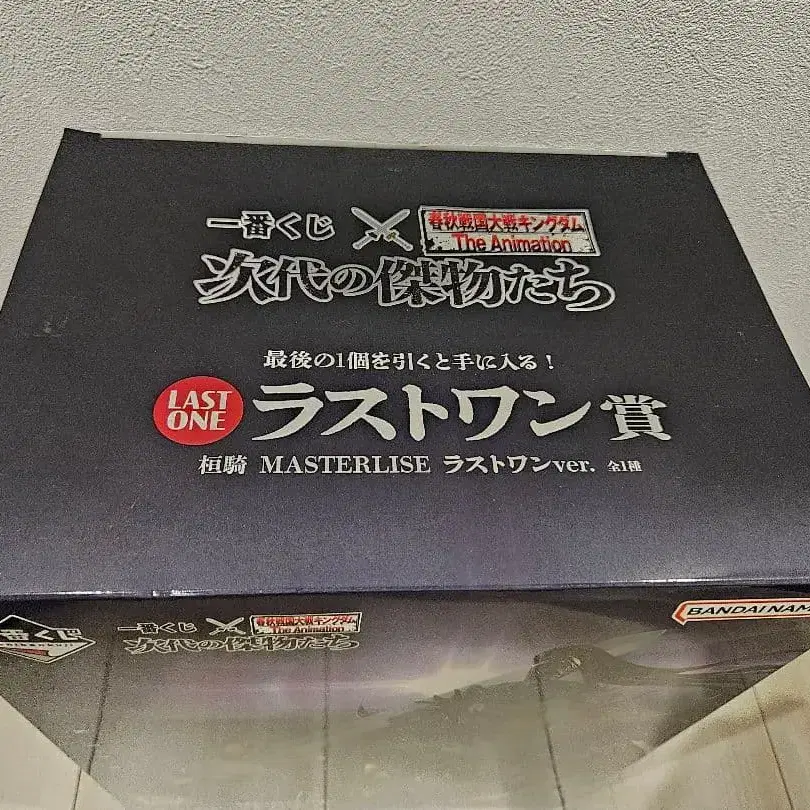 一番くじ
春秋戦国大戦キングダム
The Animation
次代の傑物たち
最後の1個を引くと手に入る！
LAST
ONE
ラストワン賞
桓騎 MASTERLISE ラストワンver. 全1種
一番くじ
一番くじ
春秋戦国大戦キングダム
The Animation
次代の傑物たち
BANDAI NAM